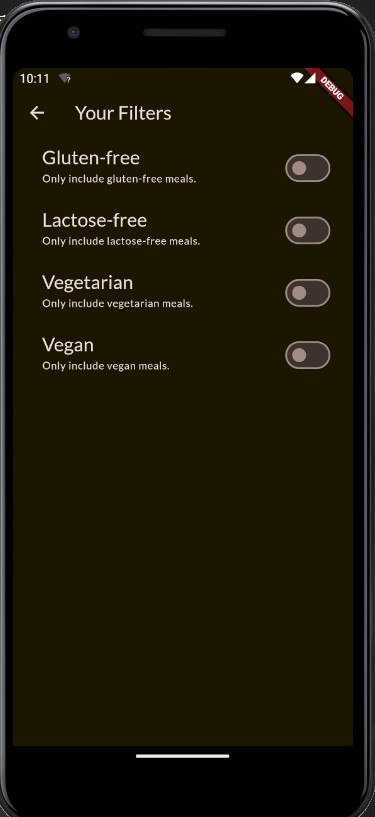 10:11
DEBUG
Your Filters
Gluten-free
Only include gluten-free meals.
Lactose-free
Only include lactose-free meals.
Vegetarian
Only include vegetarian meals.
Vegan
Only include vegan meals.